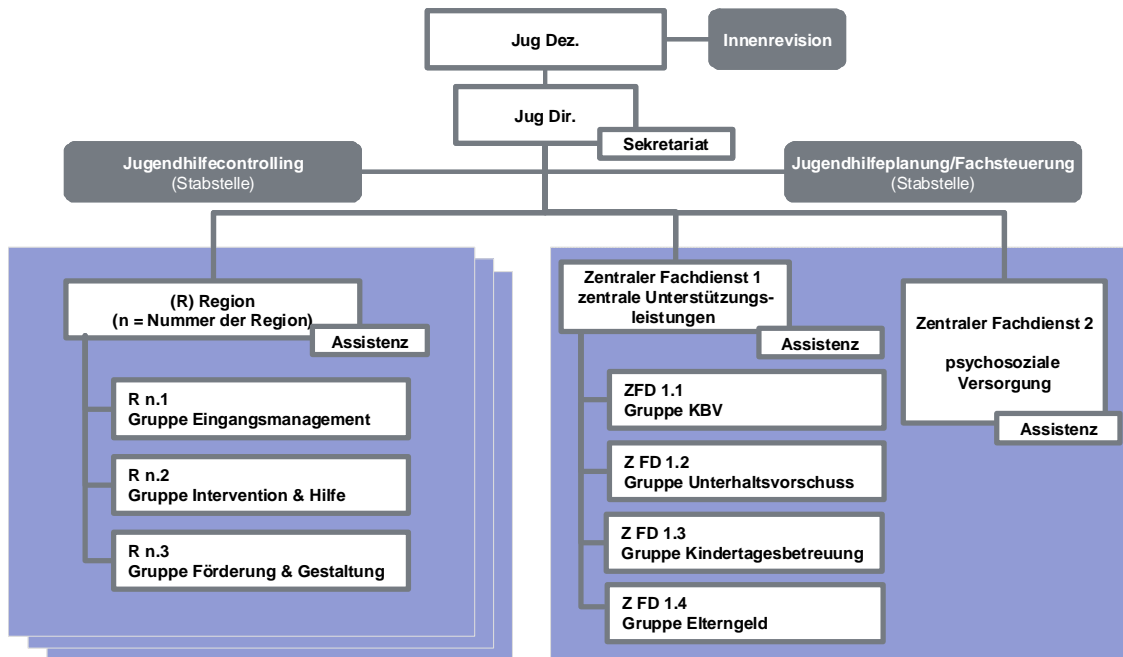 Jug Dez.
Innenrevision
Jug Dir.
Sekretariat
Jugendhilfecontrolling
(Stabstelle)
Jugendhilfeplanung/Fachsteuerung
(Stabstelle)
(R) Region
(n = Nummer der Region)
Assistenz
R n.1
Gruppe Eingangsmanagement
R n.2
Gruppe Intervention & Hilfe
R n.3
Gruppe Förderung & Gestaltung
Zentraler Fachdienst 1
zentrale Unterstützungs-
leistungen
Assistenz
ZFD 1.1
Gruppe KBV
Z FD 1.2
Gruppe Unterhaltsvorschuss
Z FD 1.3
Gruppe Kindertagesbetreuung
Z FD 1.4
Gruppe Elterngeld
Zentraler Fachdienst 2
psychosoziale
Versorgung
Assistenz